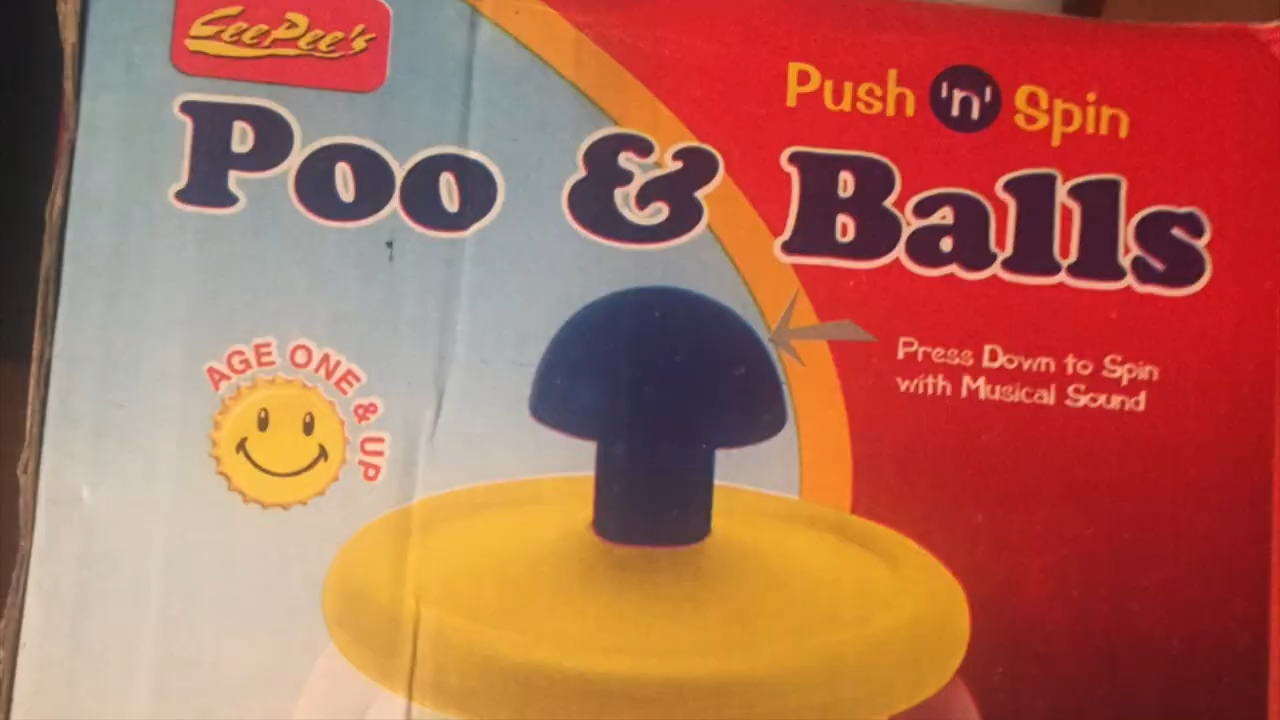 GeePee's
Push 'n' Spin
Poo & Balls
Press Down to Spin
with Musical Sound
AGE ONE & UP